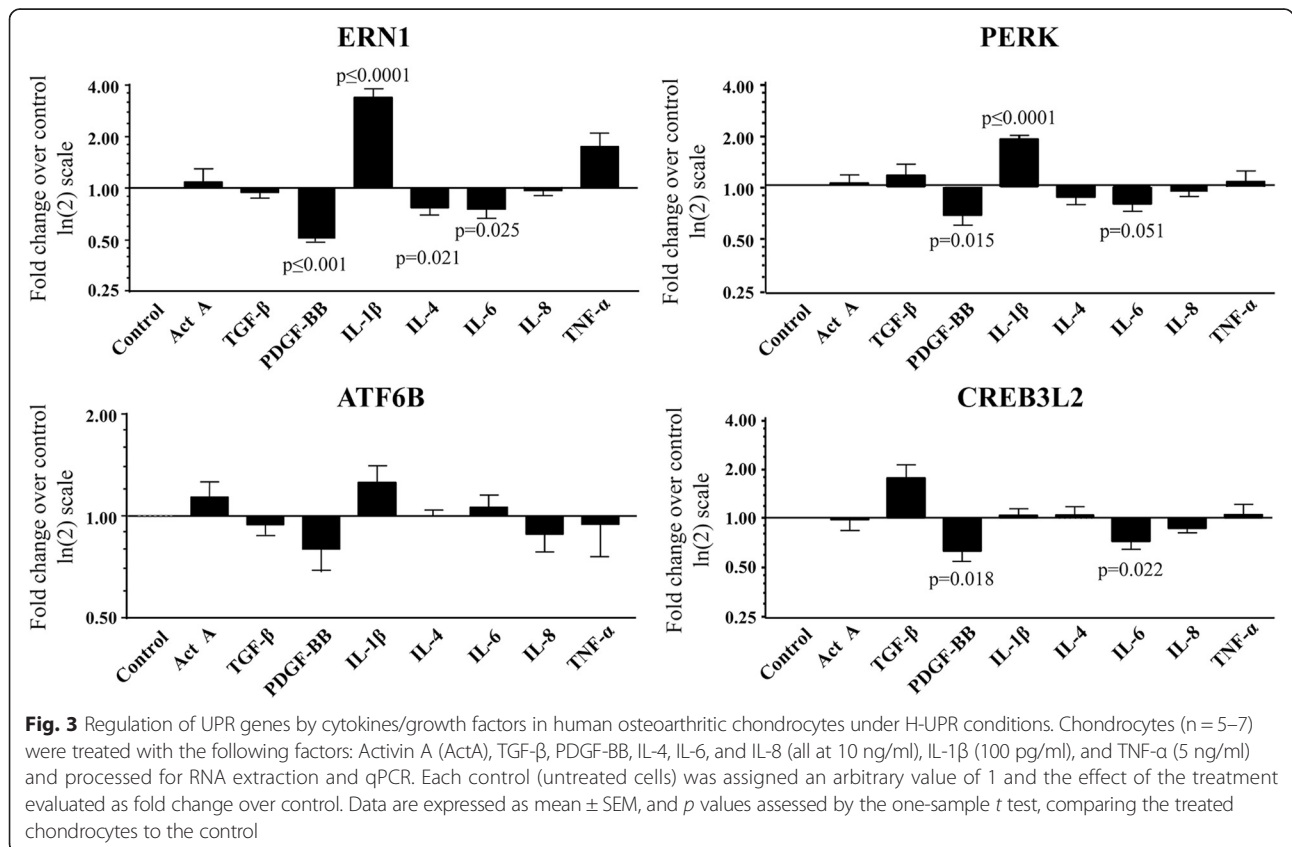 ERN1
Fold change over control
ln(2) scale
4.00
2.00
1.00
0.50
0.25
p≤0.0001
p≤0.001
p=0.021
p=0.025
Control
Act A
TGF-β
PDGF-BB
IL-1β
IL-4
IL-6
IL-8
TNF-α
PERK
Fold change over control
ln(2) scale
4.00
2.00
1.00
0.50
0.25
p≤0.0001
p=0.015
p=0.051
Control
Act A
TGF-β
PDGF-BB
IL-1β
IL-4
IL-6
IL-8
TNF-α
ATF6B
Fold change over control
ln(2) scale
2.00
1.00
0.50
Control
Act A
TGF-β
PDGF-BB
IL-1β
IL-4
IL-6
IL-8
TNF-α
CREB3L2
Fold change over control
ln(2) scale
4.00
2.00
1.00
0.50
0.25
p=0.018
p=0.022
Control
Act A
TGF-β
PDGF-BB
IL-1β
IL-4
IL-6
IL-8
TNF-α
Fig. 3 Regulation of UPR genes by cytokines/growth factors in human osteoarthritic chondrocytes under H-UPR conditions. Chondrocytes (n = 5–7)
were treated with the following factors: Activin A (ActA), TGF-β, PDGF-BB, IL-4, IL-6, and IL-8 (all at 10 ng/ml), IL-1β (100 pg/ml), and TNF-α (5 ng/ml)
and processed for RNA extraction and qPCR. Each control (untreated cells) was assigned an arbitrary value of 1 and the effect of the treatment
evaluated as fold change over control. Data are expressed as mean ± SEM, and p values assessed by the one-sample t test, comparing the treated
chondrocytes to the control